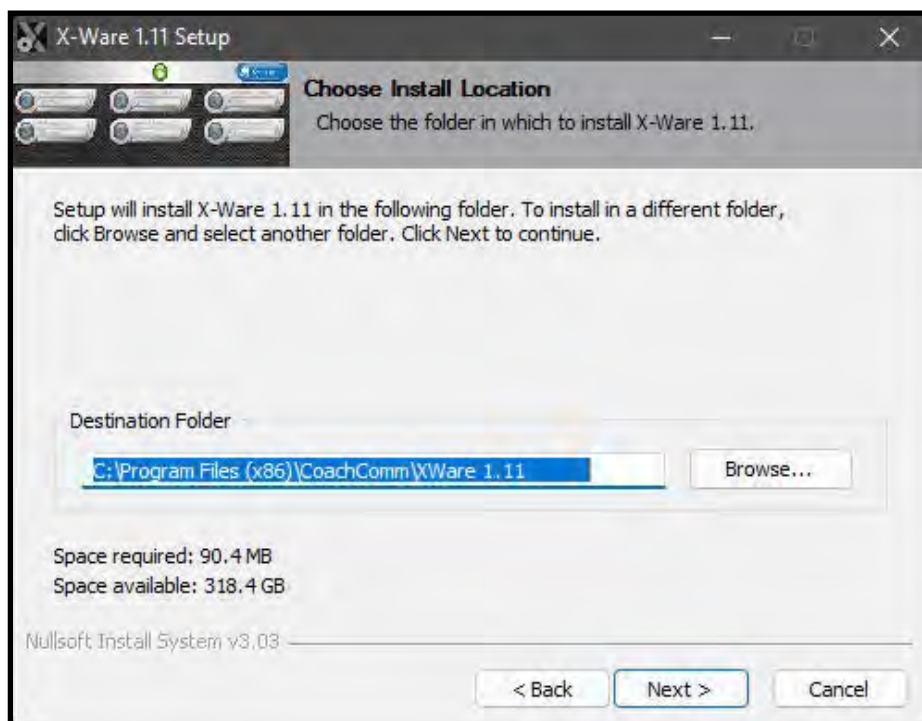 X-Ware 1.11 Setup
Choose Install Location
Choose the folder in which to install X-Ware 1.11.
Setup will install X-Ware 1.11 in the following folder. To install in a different folder,
click Browse and select another folder. Click Next to continue.
Destination Folder
C:\Program Files (x86)\CoachComm\XWare 1.11
Browse...
Space required: 90.4 MB
Space available: 318.4 GB
Nullsoft Install System v3.03
< Back
Next >
Cancel